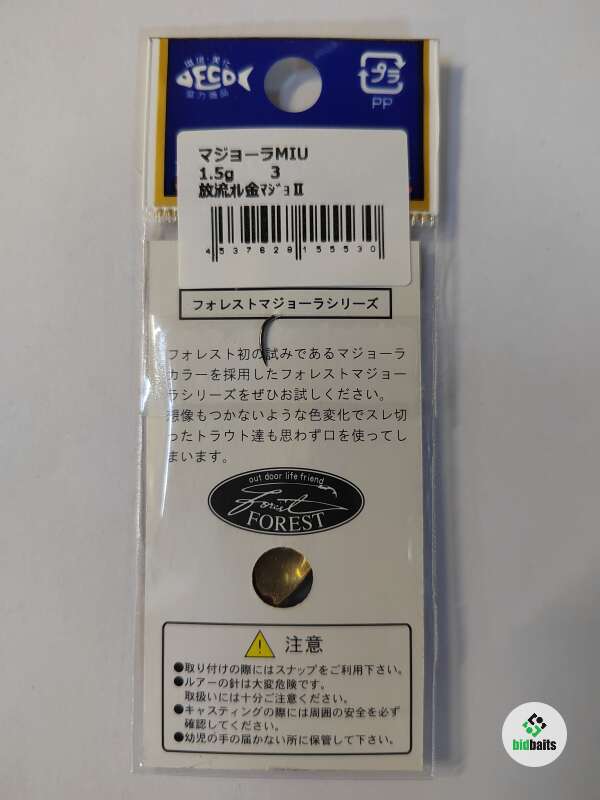 環境・美化
ECO
協力商品
プラ
PP
マジョーラMIU
1.5g 3
放流オレ金ﾏｼﾞｮⅡ
4537828155530
フォレストマジョーラシリーズ
フォレスト初の試みであるマジョーラ
カラーを採用したフォレストマジョー
ラシリーズをぜひお試しください。
想像もつかないような色変化でスレ切
ったトラウト達も思わず口を使ってし
まいます。
out door life friend
Forest
FOREST
注意
●取り付けの際にはスナップをご利用下さい。
●ルアーの針は大変危険です。
取扱いには十分ご注意ください。
●キャスティングの際には周囲の安全を必ず
確認してください。
●幼児の手の届かない所に保管して下さい。
bidbaits